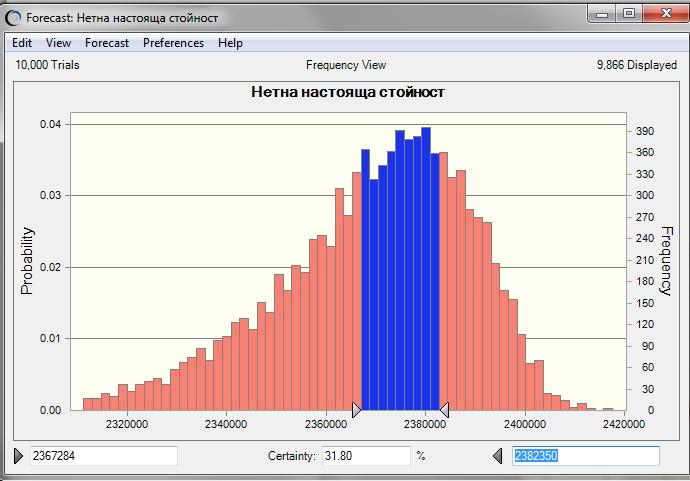 Forecast: Нетна настояща стойност
Edit View Forecast Preferences Help
10,000 Trials Frequency View 9,866 Displayed
Нетна настояща стойност
0.04
0.03
0.02
0.01
0.00
Probability
390
360
330
300
270
240
210
180
150
120
90
60
30
0
Frequency
2320000 2340000 2360000 2380000 2400000 2420000
2367284 Certainty: 31.80 % 2382350